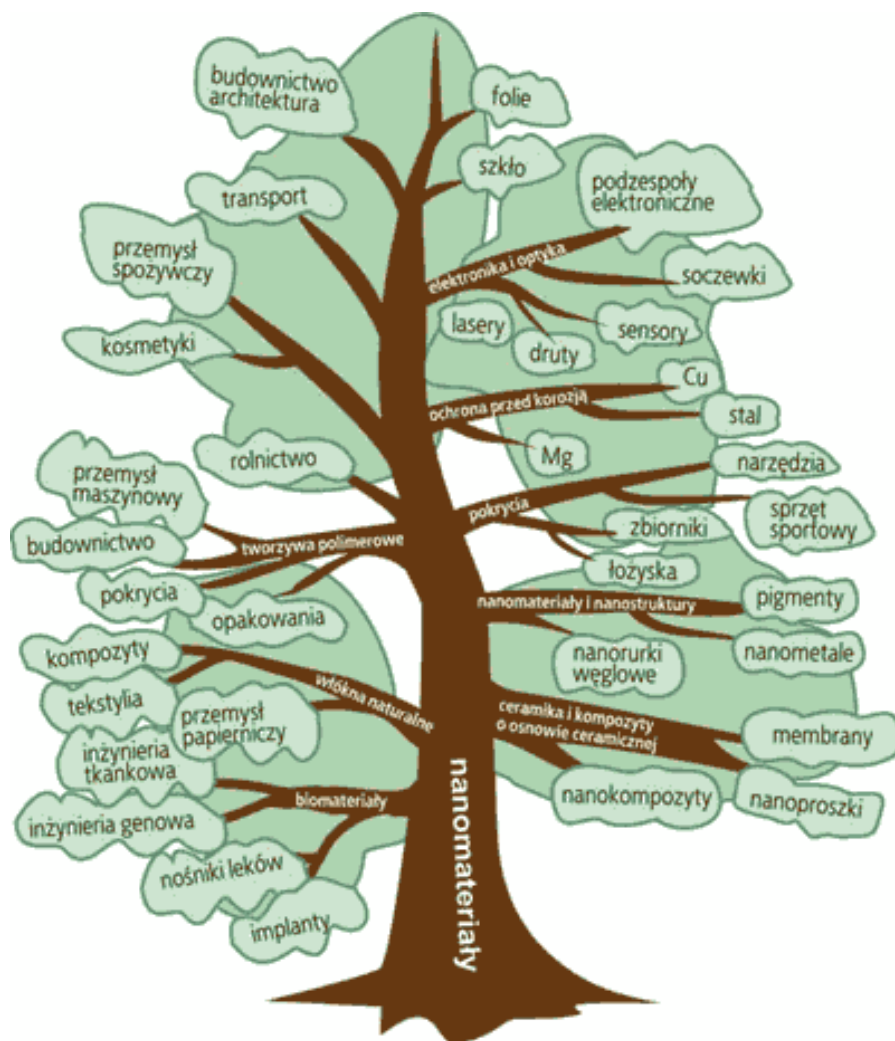 budownictwo
architektura
folie
szkło
podzespoły
elektroniczne
transport
przemysł
spożywczy
elektronika i optyka
soczewki
lasery
sensory
druty
kosmetyki
Cu
ochrona przed korozją
stal
Mg
rolnictwo
narzędzia
przemysł
maszynowy
pokrycia
sprzęt
sportowy
zbiorniki
budownictwo
tworzywa polimerowe
łożyska
pokrycia
opakowania
nanomateriały i nanostruktury
pigmenty
kompozyty
nanorurki
węglowe
nanometale
tekstylia
włókna naturalne
przemysł
papierniczy
ceramika i kompozyty
o osnowie ceramicznej
membrany
inżynieria
tkankowa
biomateriały
nanokompozyty
nanoproszki
inżynieria genowa
nośniki leków
implanty
nanomateriały